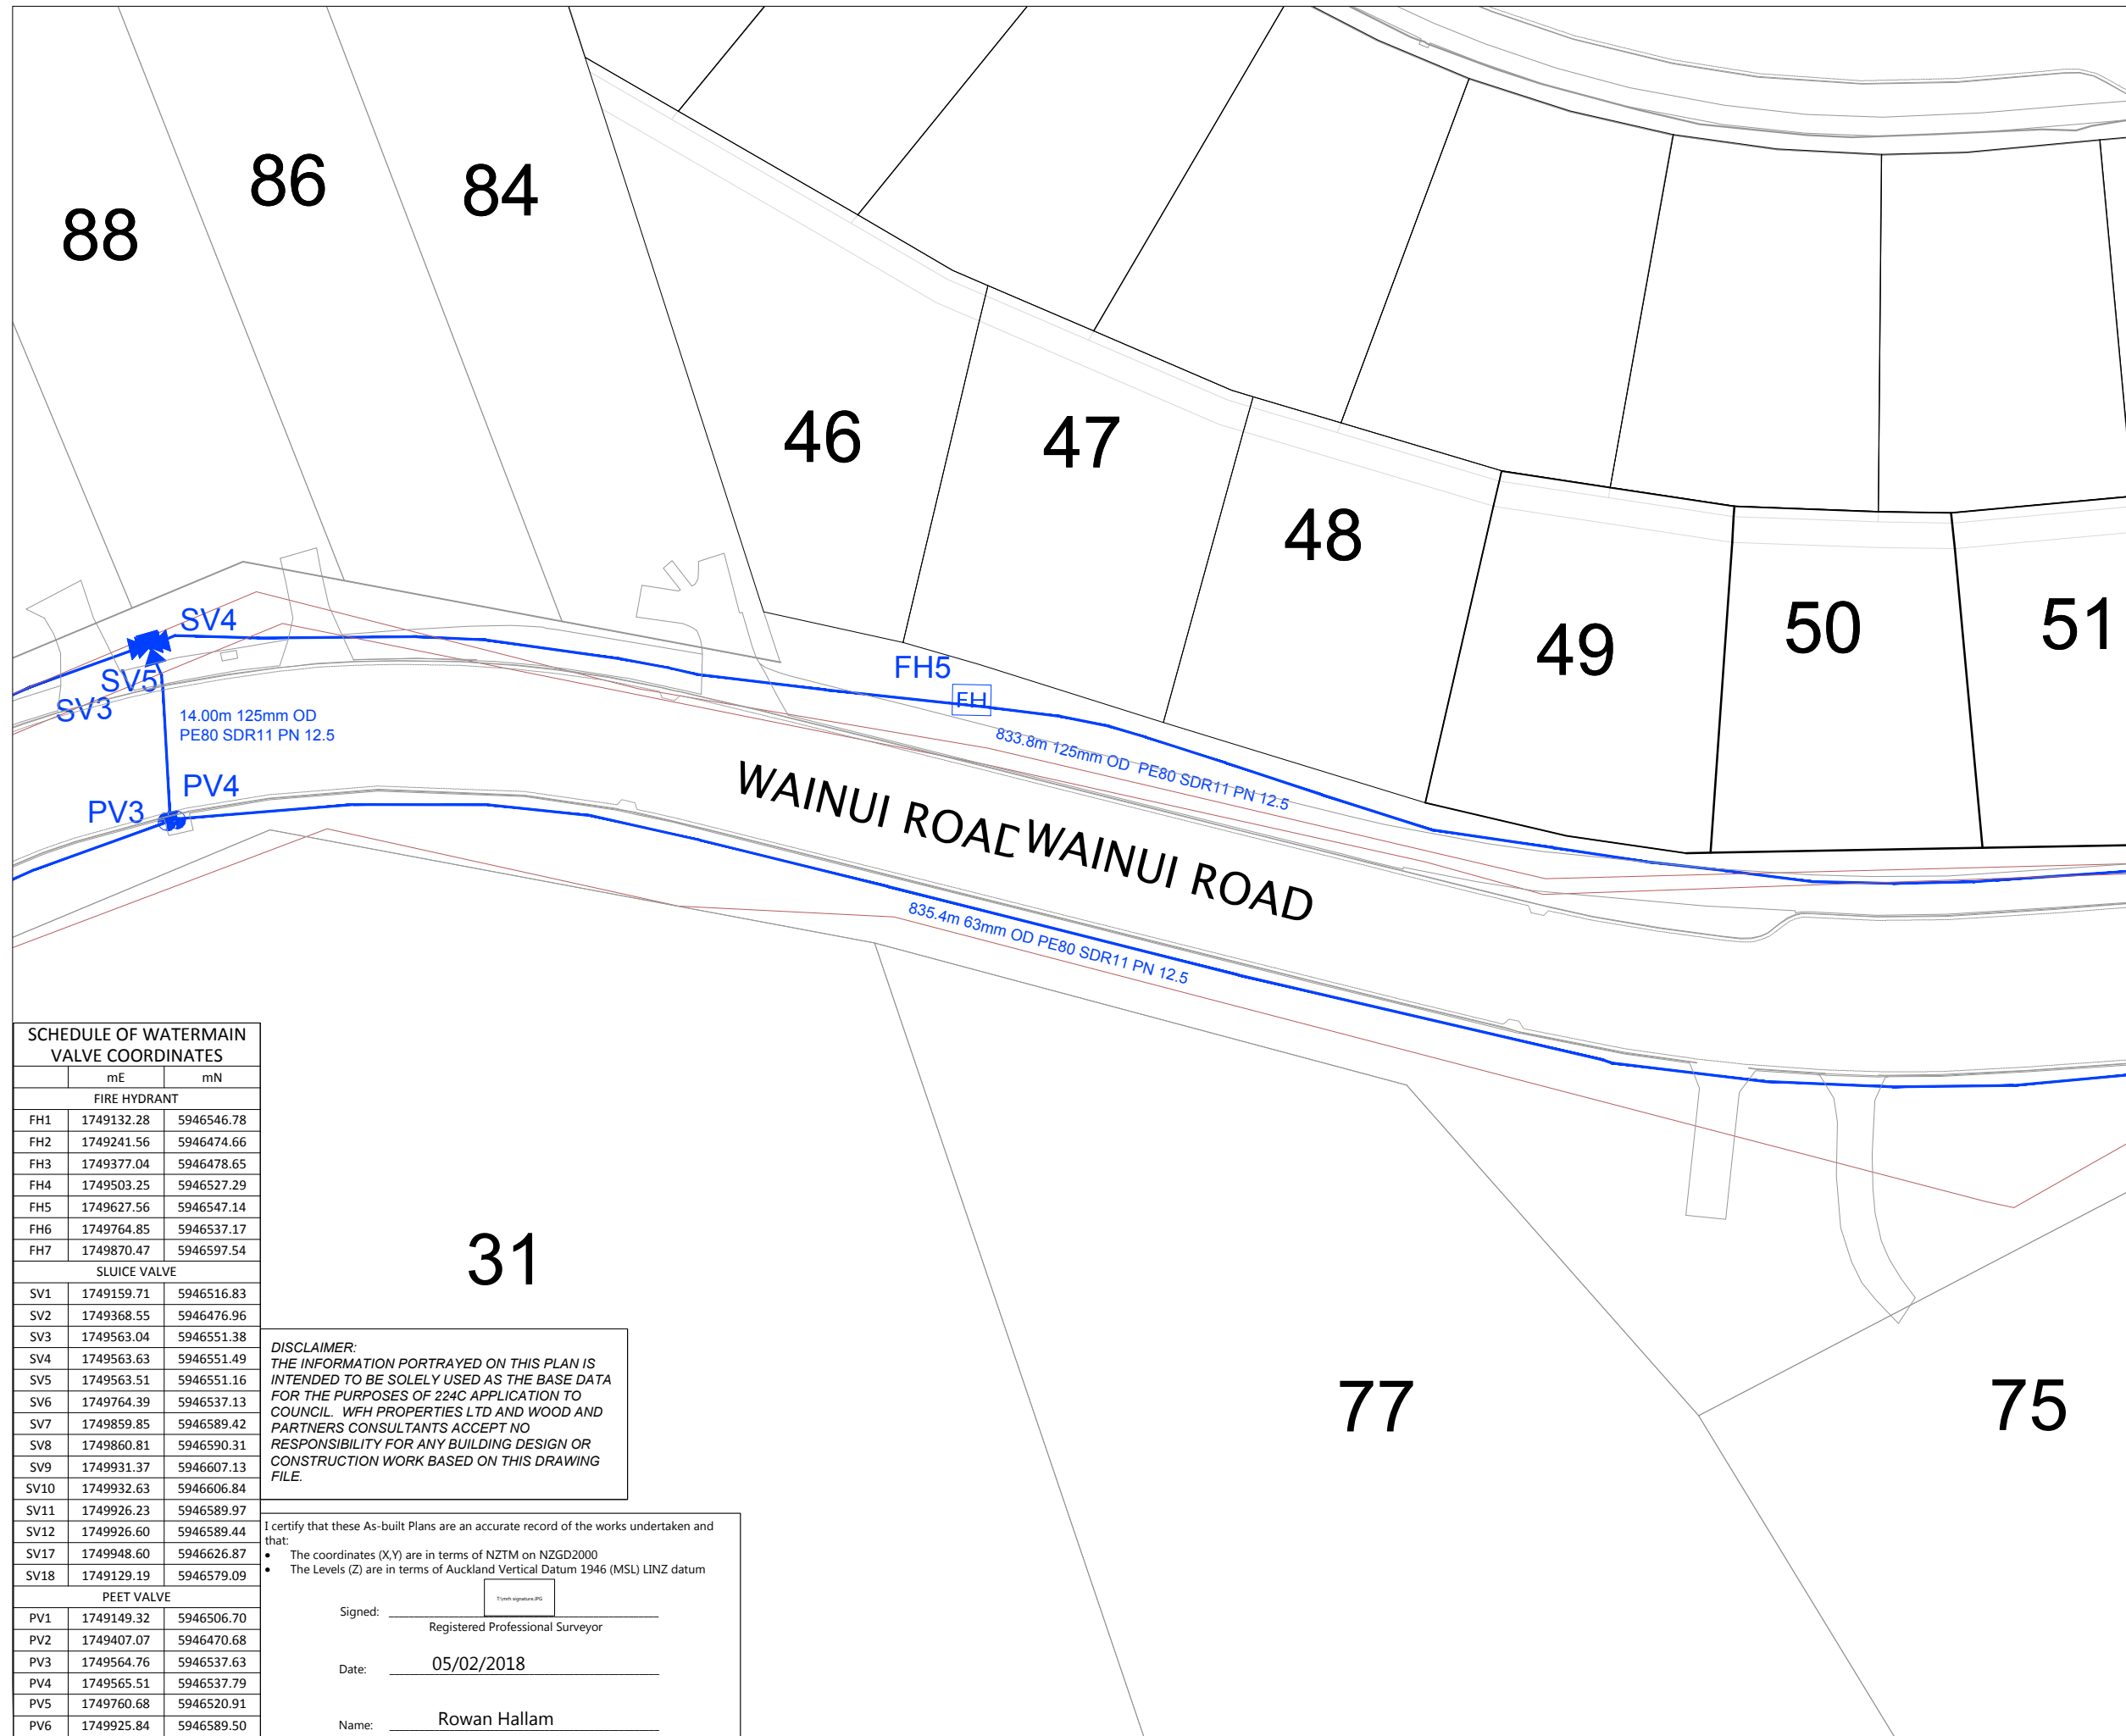 88
86
84
46
47
48
49
50
51
SV4
SV5
SV3
14.00m 125mm OD
PE80 SDR11 PN 12.5
PV4
PV3
FH5
FH
833.8m 125mm OD PE80 SDR11 PN 12.5
WAINUI ROAD
WAINUI ROAD
835.4m 63mm OD PE80 SDR11 PN 12.5
31
77
75
SCHEDULE OF WATERMAIN
VALVE COORDINATES
mE mN
FIRE HYDRANT
FH1 1749132.28 5946546.78
FH2 1749241.56 5946474.66
FH3 1749377.04 5946478.65
FH4 1749503.25 5946527.29
FH5 1749627.56 5946547.14
FH6 1749764.85 5946537.17
FH7 1749870.47 5946597.54
SLUICE VALVE
SV1 1749159.71 5946516.83
SV2 1749368.55 5946476.96
SV3 1749563.04 5946551.38
SV4 1749563.63 5946551.49
SV5 1749563.51 5946551.16
SV6 1749764.39 5946537.13
SV7 1749859.85 5946589.42
SV8 1749860.81 5946590.31
SV9 1749931.37 5946607.13
SV10 1749932.63 5946606.84
SV11 1749926.23 5946589.97
SV12 1749926.60 5946589.44
SV17 1749948.60 5946626.87
SV18 1749129.19 5946579.09
PEET VALVE
PV1 1749149.32 5946506.70
PV2 1749407.07 5946470.68
PV3 1749564.76 5946537.63
PV4 1749565.51 5946537.79
PV5 1749760.68 5946520.91
PV6 1749925.84 5946589.50
DISCLAIMER:
THE INFORMATION PORTRAYED ON THIS PLAN IS
INTENDED TO BE SOLELY USED AS THE BASE DATA
FOR THE PURPOSES OF 224C APPLICATION TO
COUNCIL. WFH PROPERTIES LTD AND WOOD AND
PARTNERS CONSULTANTS ACCEPT NO
RESPONSIBILITY FOR ANY BUILDING DESIGN OR
CONSTRUCTION WORK BASED ON THIS DRAWING
FILE.
I certify that these As-built Plans are an accurate record of the works undertaken and
that:
• The coordinates (X,Y) are in terms of NZTM on NZGD2000
• The Levels (Z) are in terms of Auckland Vertical Datum 1946 (MSL) LINZ datum
Signed:
Registered Professional Surveyor
Date: 05/02/2018
Name: Rowan Hallam